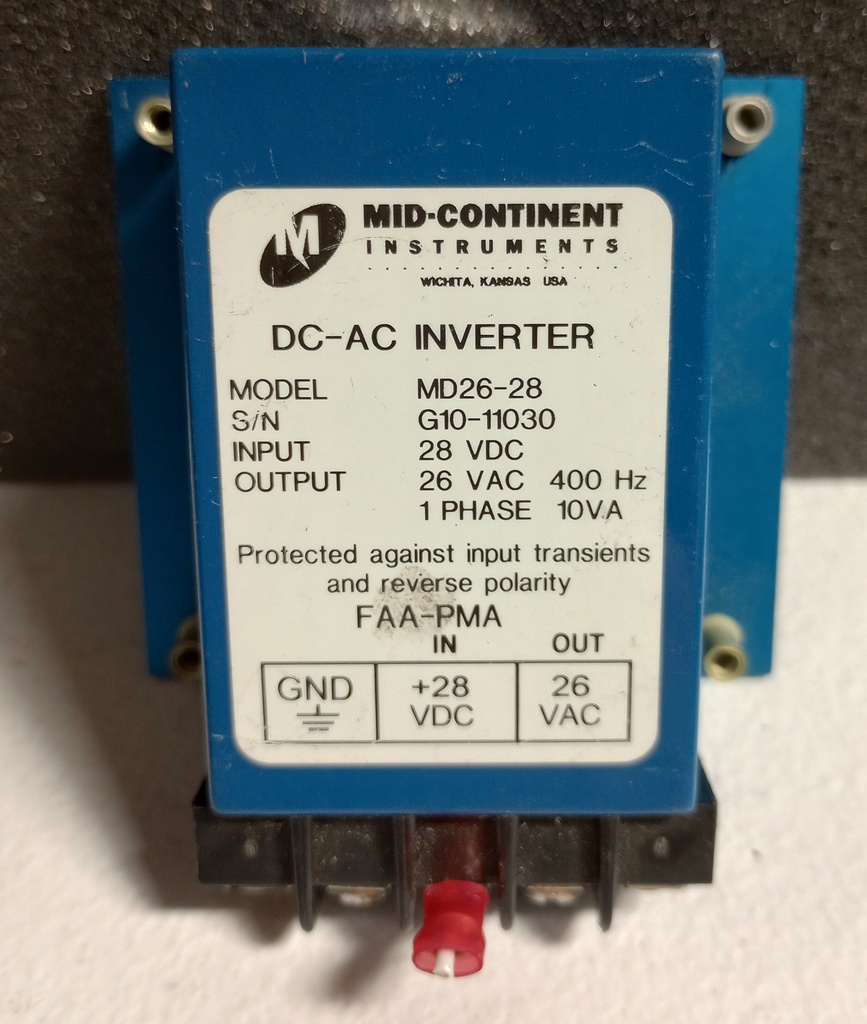 M
MID-CONTINENT
INSTRUMENTS
WICHITA, KANSAS USA
DC-AC INVERTER
MODEL MD26-28
S/N G10-11030
INPUT 28 VDC
OUTPUT 26 VAC 400 Hz
1 PHASE 10VA
Protected against input transients
and reverse polarity
FAA-PMA
IN OUT
GND +28 26
VDC VAC